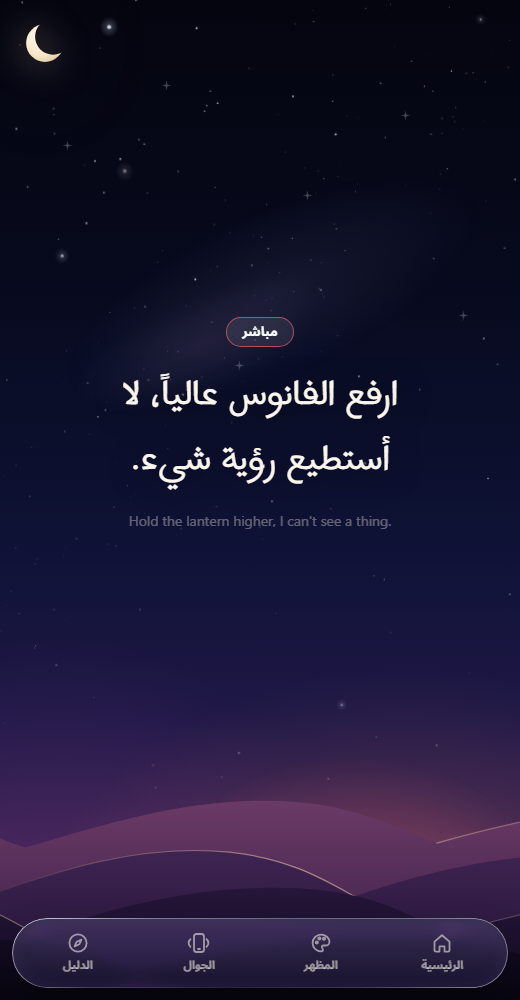 مباشر
ارفع الفانوس عالياً، لا
أستطيع رؤية شيء.
Hold the lantern higher, I can't see a thing.
الرئيسية
المظهر
الجوال
الدليل